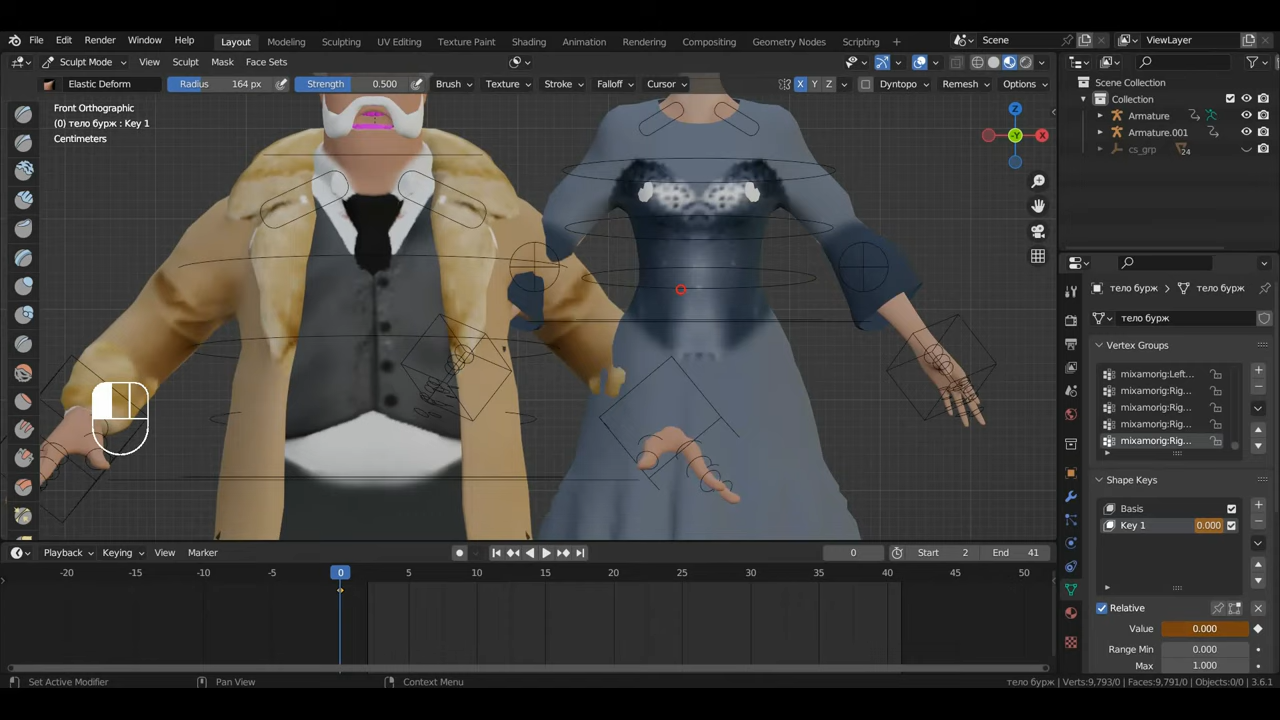 File Edit Render Window Help
Layout Modeling Sculpting UV Editing Texture Paint Shading Animation Rendering Compositing Geometry Nodes Scripting +
Scene
ViewLayer
Sculpt Mode View Sculpt Mask Face Sets
Elastic Deform
Radius 164 px
Strength 0.500
Brush Texture Stroke Falloff Cursor
X Y Z
Dyntopo Remesh Options
Front Orthographic
(0) тело бурж : Key 1
Centimeters
Z
-Y
X
Scene Collection
Collection
Armature
Armature.001
cs_grp
24
тело бурж
тело бурж
тело бурж
Vertex Groups
mixamorig:Left...
mixamorig:Rig...
mixamorig:Rig...
mixamorig:Rig...
mixamorig:Rig...
Shape Keys
Basis
Key 1 0.000
Relative
Value 0.000
Range Min 0.000
Max 1.000
Playback Keying View Marker
0
Start 2
End 41
-20 -15 -10 -5 0 5 10 15 20 25 30 35 40 45 50
Set Active Modifier
Pan View
Context Menu
тело бурж | Verts:9,793/0 | Faces:9,791/0 | Objects:0/0 | 3.6.1